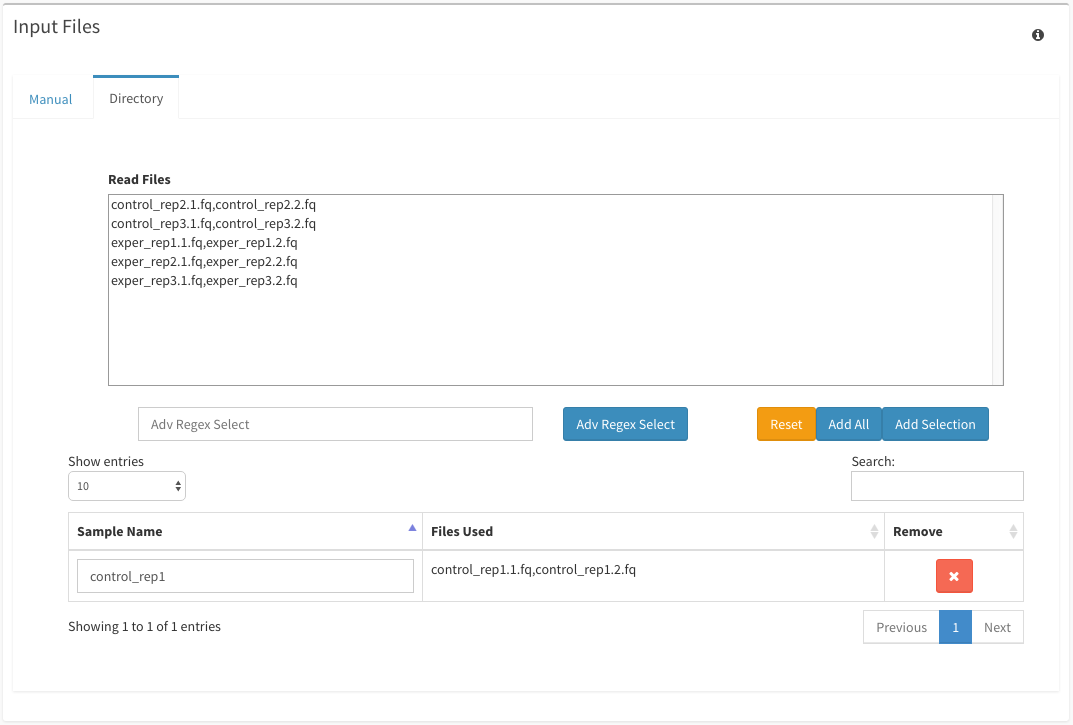 Input Files
Manual Directory
Read Files
control_rep2.1.fq,control_rep2.2.fq
control_rep3.1.fq,control_rep3.2.fq
exper_rep1.1.fq,exper_rep1.2.fq
exper_rep2.1.fq,exper_rep2.2.fq
exper_rep3.1.fq,exper_rep3.2.fq
Adv Regex Select Adv Regex Select Reset Add All Add Selection
Show entries Search:
10
Sample Name Files Used Remove
control_rep1 control_rep1.1.fq,control_rep1.2.fq
Showing 1 to 1 of 1 entries Previous 1 Next